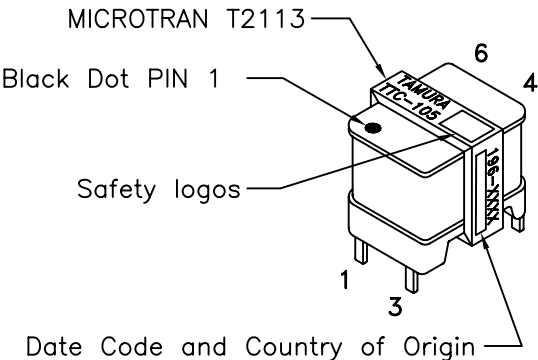 MICROTRAN T2113
6
4
Black Dot PIN 1
TAMURA
TTC-105
196-XXXX
Safety logos
1
3
Date Code and Country of Origin